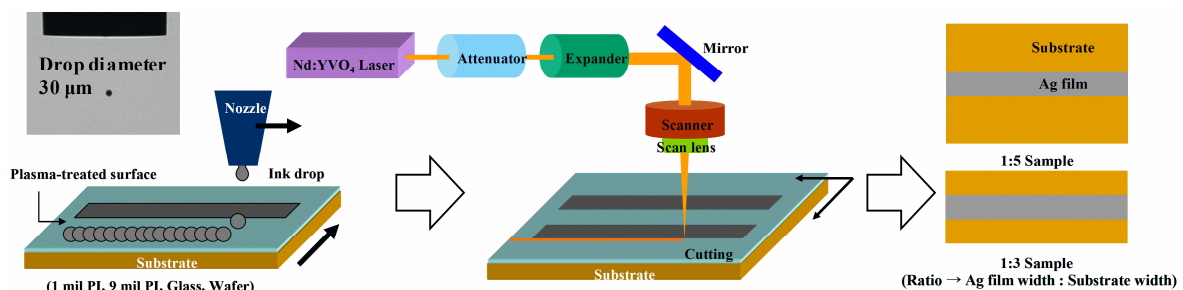 Drop diameter
30 μm
Nozzle
Plasma-treated surface
Ink drop
Substrate
(1 mil PI, 9 mil PI, Glass, Wafer)
Nd:YVO4 Laser
Attenuator
Expander
Mirror
Scanner
Scan lens
Cutting
Substrate
Substrate
Ag film
1:5 Sample
1:3 Sample
(Ratio → Ag film width : Substrate width)